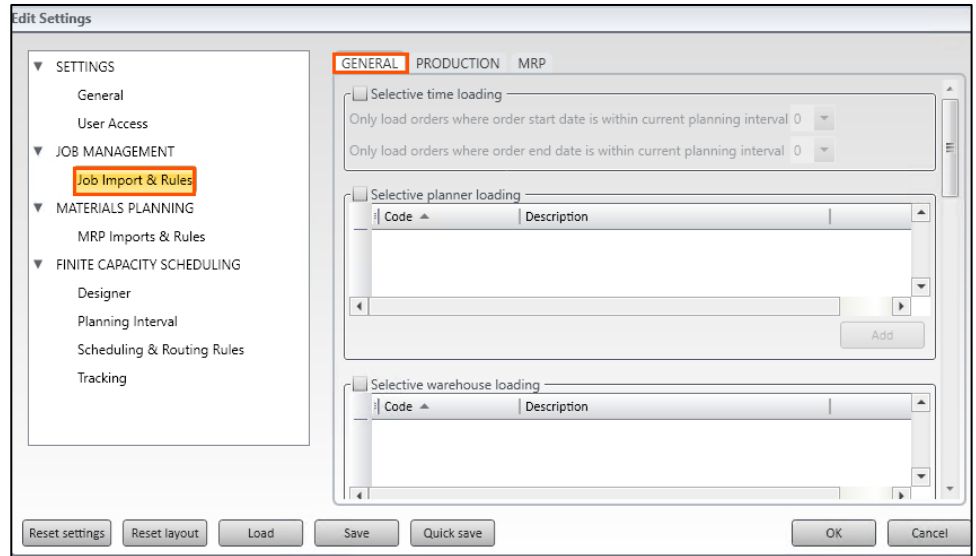 Edit Settings
SETTINGS
General
User Access
JOB MANAGEMENT
Job Import & Rules
MATERIALS PLANNING
MRP Imports & Rules
FINITE CAPACITY SCHEDULING
Designer
Planning Interval
Scheduling & Routing Rules
Tracking
GENERAL PRODUCTION MRP
Selective time loading
Only load orders where order start date is within current planning interval 0
Only load orders where order end date is within current planning interval 0
Selective planner loading
Code Description
Add
Selective warehouse loading
Code Description
Reset settings Reset layout Load Save Quick save OK Cancel